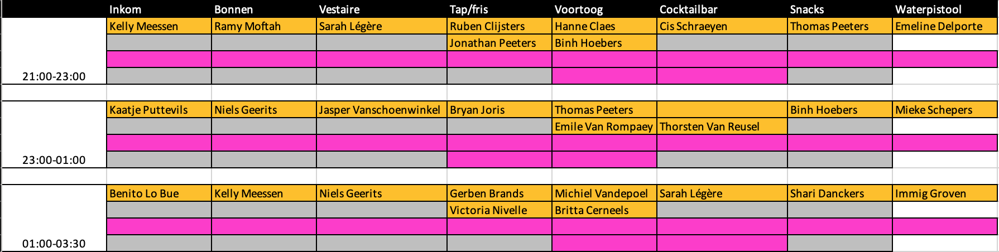 Inkom Bonnen Vestaire Tap/fris Voortoog Cocktailbar Snacks Waterpistool
Kelly Meessen Ramy Moftah Sarah Légère Ruben Clijsters Hanne Claes Cis Schraeyen Thomas Peeters Emeline Delporte
Jonathan Peeters Binh Hoebers
21:00-23:00
Kaatje Puttevils Niels Geerits Jasper Vanschoenwinkel Bryan Joris Thomas Peeters Binh Hoebers Mieke Schepers
Emile Van Rompaey Thorsten Van Reusel
23:00-01:00
Benito Lo Bue Kelly Meessen Niels Geerits Gerben Brands Michiel Vandepoel Sarah Légère Shari Danckers Immig Groven
Victoria Nivelle Britta Cerneels
01:00-03:30